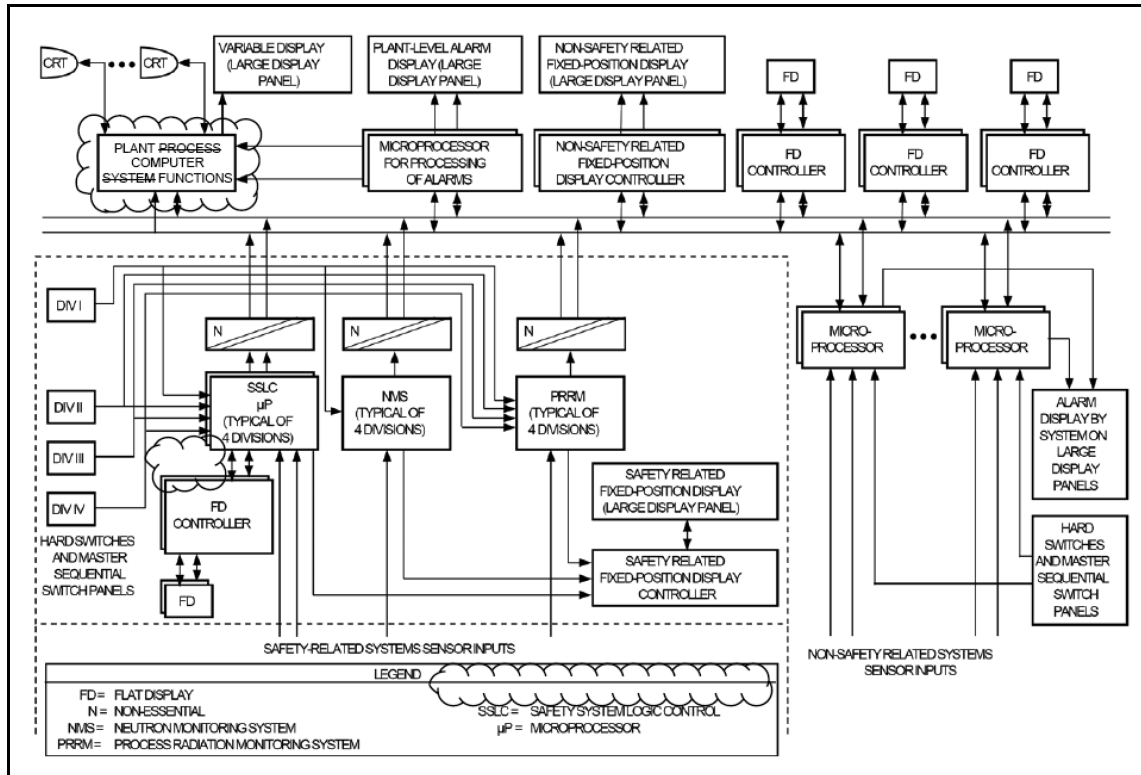 CRT
CRT
VARIABLE DISPLAY
(LARGE DISPLAY
PANEL)
PLANT-LEVEL ALARM
DISPLAY (LARGE
DISPLAY PANEL)
NON-SAFETY RELATED
FIXED-POSITION DISPLAY
(LARGE DISPLAY PANEL)
FD
FD
FD
PLANT PROCESS
COMPUTER
SYSTEM FUNCTIONS
MICROPROCESSOR
FOR PROCESSING
OF ALARMS
NON-SAFETY RELATED
FIXED-POSITION
DISPLAY CONTROLLER
FD
CONTROLLER
FD
CONTROLLER
FD
CONTROLLER
DIV I
DIV II
DIV III
DIV IV
HARD SWITCHES
AND MASTER
SEQUENTIAL
SWITCH PANELS
N
N
N
SSLC
µP
(TYPICAL OF
4 DIVISIONS)
NMS
(TYPICAL OF
4 DIVISIONS)
PRRM
(TYPICAL OF
4 DIVISIONS)
FD
CONTROLLER
FD
SAFETY RELATED
FIXED-POSITION DISPLAY
(LARGE DISPLAY PANEL)
SAFETY RELATED
FIXED-POSITION DISPLAY
CONTROLLER
MICRO-
PROCESSOR
MICRO-
PROCESSOR
ALARM
DISPLAY BY
SYSTEM ON
LARGE
DISPLAY
PANELS
HARD
SWITCHES
AND MASTER
SEQUENTIAL
SWITCH
PANELS
SAFETY-RELATED SYSTEMS SENSOR INPUTS
NON-SAFETY RELATED SYSTEMS
SENSOR INPUTS
LEGEND
FD = FLAT DISPLAY
N = NON-ESSENTIAL
NMS = NEUTRON MONITORING SYSTEM
PRRM = PROCESS RADIATION MONITORING SYSTEM
SSLC = SAFETY SYSTEM LOGIC CONTROL
µP = MICROPROCESSOR